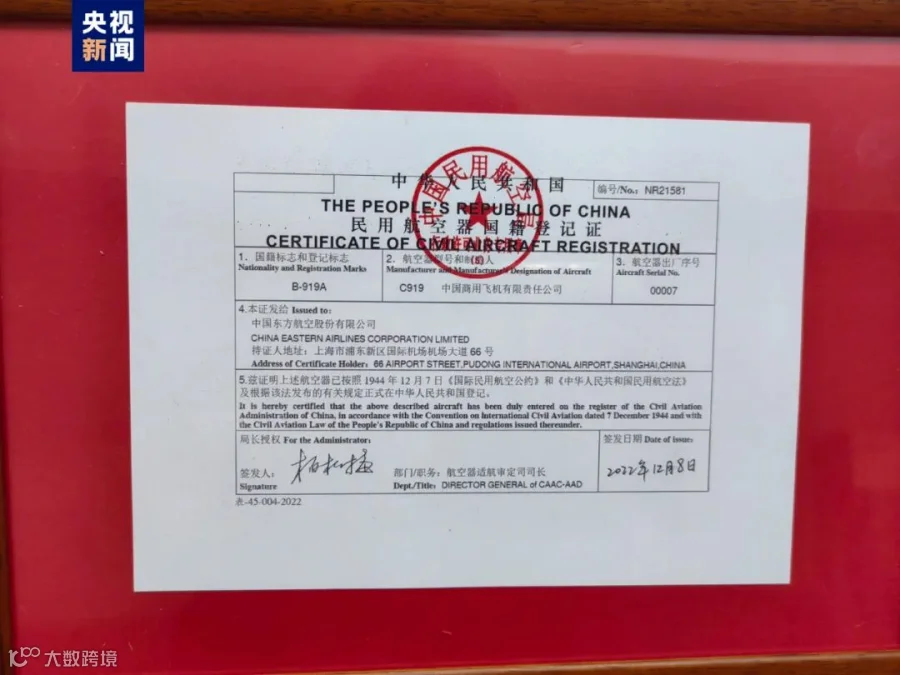 央视
新闻
中国民用航空局
中华人民共和国
编号/No.: NR21581
THE PEOPLE'S REPUBLIC OF CHINA
民用航空器国籍登记证
CERTIFICATE OF CIVIL AIRCRAFT REGISTRATION
(5)
1. 国籍标志和登记标志
Nationality and Registration Marks
B-919A
2. 航空器型号和制造人
Manufacturer and Manufacturer's Designation of Aircraft
C919 中国商用飞机有限责任公司
3. 航空器出厂序号
Aircraft Serial No.
00007
4.本证发给 Issued to:
中国东方航空股份有限公司
CHINA EASTERN AIRLINES CORPORATION LIMITED
持证人地址: 上海市浦东新区国际机场机场大道 66 号
Address of Certificate Holder: 66 AIRPORT STREET,PUDONG INTERNATIONAL AIRPORT,SHANGHAI,CHINA
5.兹证明上述航空器已按照 1944 年 12 月 7 日《国际民用航空公约》和《中华人民共和国民用航空法》
及根据该法发布的有关规定正式在中华人民共和国登记。
It is hereby certified that the above described aircraft has been duly entered on the register of the Civil Aviation
Administration of China, in accordance with the Convention on International Civil Aviation dated 7 December 1944 and with
the Civil Aviation Law of the People's Republic of China and regulations issued thereunder.
局长授权 For the Administrator:
签发人:
Signature
部门/职务: 航空器适航审定司司长
Dept./Title: DIRECTOR GENERAL of CAAC-AAD
签发日期 Date of issue:
2022年12月8日
表-45-004-2022
大数跨境